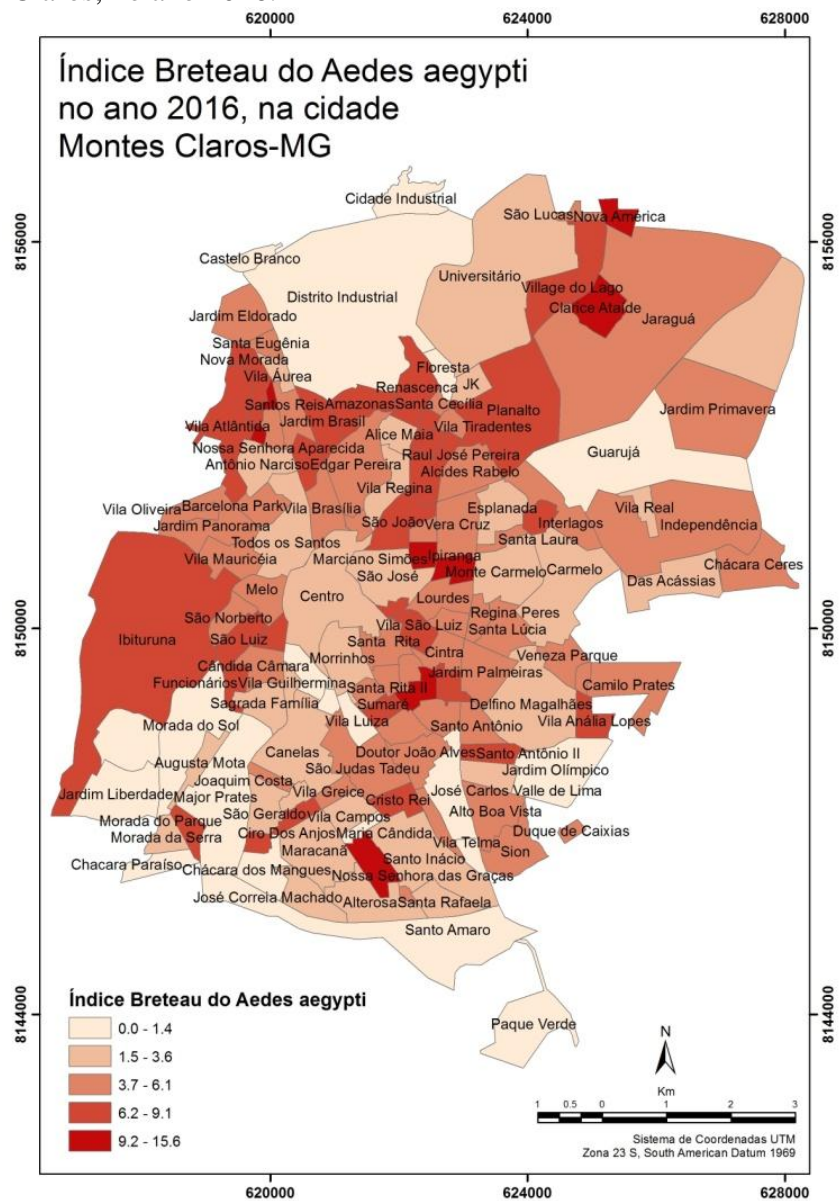 620000 624000 628000
Índice Breteau do Aedes aegypti
no ano 2016, na cidade
Montes Claros-MG
Cidade Industrial
São Lucas Nova América
8156000 8156000
Castelo Branco
Universitário
Village do Lago
Distrito Industrial
Clarice Ataíde
Jardim Eldorado
Jaraguá
Santa Eugênia
Nova Morada
Floresta
Vila Áurea
Renascença JK
Santos Reis Amazonas Santa Cecília Planalto
Jardim Primavera
Jardim Brasil
Vila Atlântida
Vila Tiradentes
Alice Maia
Nossa Senhora Aparecida
Raul José Pereira
Guarujá
Antônio Narciso Edgar Pereira
Alcides Rabelo
Vila Regina
Vila Oliveira Barcelona Park Vila Brasília
Esplanada
Vila Real
Jardim Panorama
São João Vera Cruz
Interlagos
Independência
Todos os Santos
Santa Laura
Vila Mauricéia
Marciano Simões Ipiranga
Chácara Ceres
São José
Monte Carmelo Carmelo
Das Acássias
Melo
Centro
Lourdes
São Norberto
Regina Peres
8150000 8150000
Ibituruna
São Luiz
Vila São Luiz
Santa Lúcia
Santa Rita
Cintra
Veneza Parque
Cândida Câmara
Morrinhos
Jardim Palmeiras
Funcionários Vila Guilhermina
Santa Rita II
Camilo Prates
Sagrada Família
Sumaré
Delfino Magalhães
Morada do Sol
Vila Luiza
Santo Antônio
Vila Anália Lopes
Canelas
Doutor João Alves Santo Antônio II
Augusta Mota
São Judas Tadeu
Jardim Olímpico
Joaquim Costa
Jardim Liberdade Major Prates
Vila Greice
José Carlos Valle de Lima
Cristo Rei
Morada do Parque
São Geraldo Vila Campos
Alto Boa Vista
Morada da Serra
Ciro Dos Anjos Maria Cândida
Duque de Caixias
Vila Telma
Maracanã
Santo Inácio
Sion
Chacara Paraíso Chácara dos Mangues
Nossa Senhora das Graças
José Correia Machado
Alterosa Santa Rafaela
Santo Amaro
Índice Breteau do Aedes aegypti
0.0 - 1.4
1.5 - 3.6
3.7 - 6.1
6.2 - 9.1
9.2 - 15.6
8144000 8144000
Paque Verde
N
Km
1 0.5 0 1 2 3
Sistema de Coordenadas UTM
Zona 23 S, South American Datum 1969
620000 624000 628000